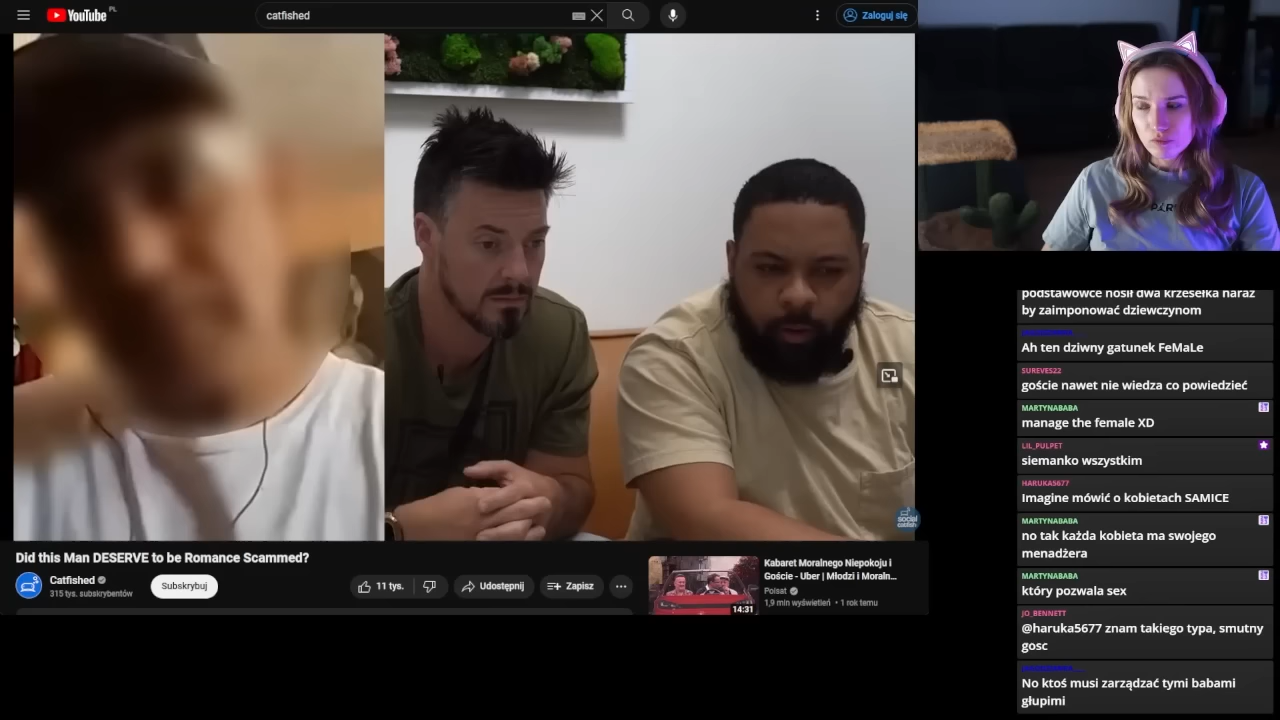 YouTube PL
catfished
Zaloguj się
PARI
social
catfish
Did this Man DESERVE to be Romance Scammed?
Catfished
315 tys. subskrybentów
Subskrybuj
11 tys.
Udostępnij
Zapisz
14:31
Kabaret Moralnego Niepokoju i
Goście - Uber | Młodzi i Moraln...
Polsat
1,9 mln wyświetleń • 1 rok temu
podstawówce nosił dwa krzesełka naraz
by zaimponować dziewczynom
Ah ten dziwny gatunek FeMaLe
SUREVES22
goście nawet nie wiedza co powiedzieć
MARTYNABABA
manage the female XD
LIL_PULPET
siemanko wszystkim
HARUKA5677
Imagine mówić o kobietach SAMICE
MARTYNABABA
no tak każda kobieta ma swojego
menadżera
MARTYNABABA
który pozwala sex
JO_BENNETT
@haruka5677 znam takiego typa, smutny
gosc
No ktoś musi zarządzać tymi babami
głupimi